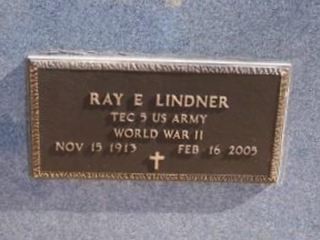 RAY E LINDNER
TEC 5 US ARMY
WORLD WAR II
NOV 15 1913 FEB 16 2005